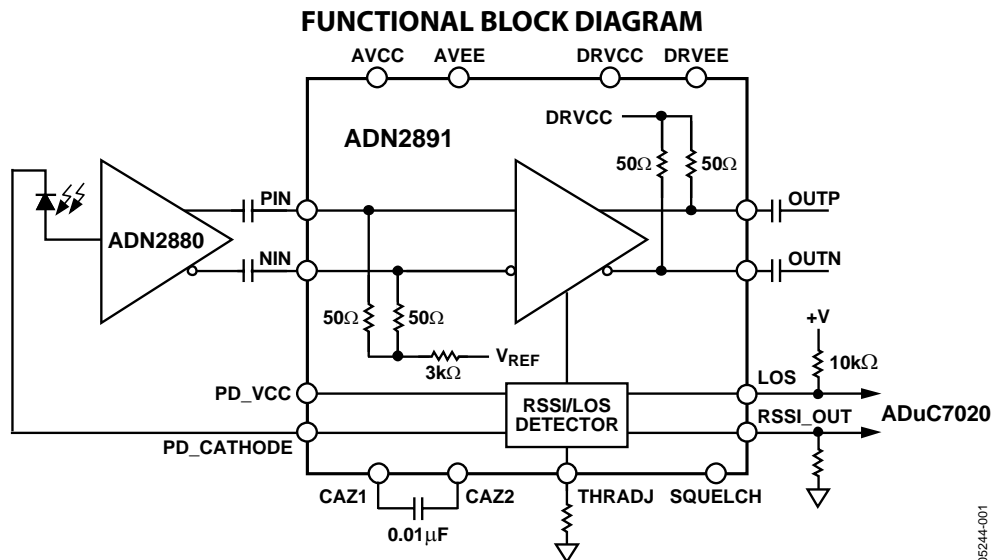 FUNCTIONAL BLOCK DIAGRAM
AVCC AVEE DRVCC DRVEE
DRVCC
ADN2891
50Ω 50Ω
PIN OUTP
ADN2880
NIN OUTN
50Ω 50Ω
+V
3kΩ VREF
10kΩ
PD_VCC LOS
RSSI/LOS
DETECTOR
RSSI_OUT
ADuC7020
PD_CATHODE
CAZ1 CAZ2 THRADJ SQUELCH
0.01μF
05244-001